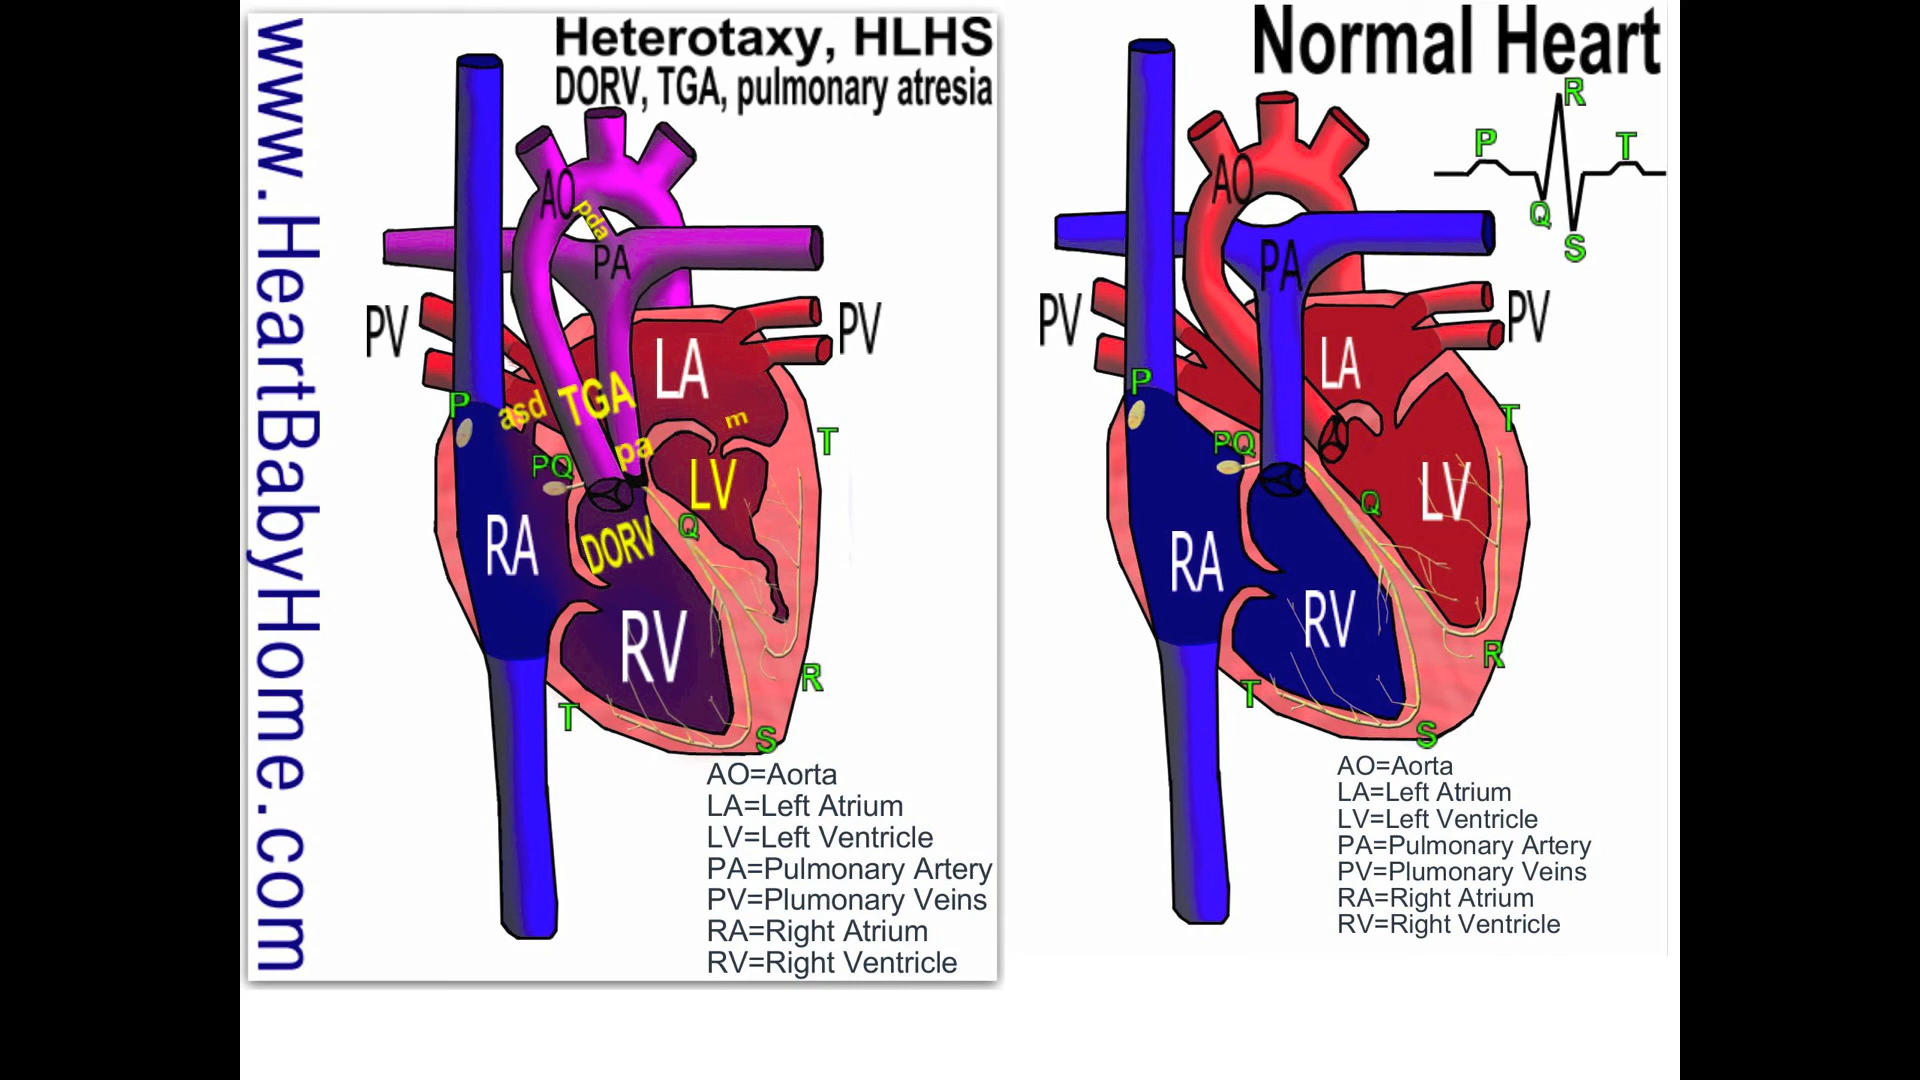 www.HeartBabyHome.com
Heterotaxy, HLHS
DORV, TGA, pulmonary atresia
AO
pda
PA
PV
PV
LA
P
asd
TGA
m
pa
T
PQ
LV
Q
RA
DORV
RV
R
T
S
AO=Aorta
LA=Left Atrium
LV=Left Ventricle
PA=Pulmonary Artery
PV=Plumonary Veins
RA=Right Atrium
RV=Right Ventricle
Normal Heart
R
P
T
Q
S
AO
PA
PV
PV
LA
P
T
PQ
LV
Q
RA
RV
R
T
S
AO=Aorta
LA=Left Atrium
LV=Left Ventricle
PA=Pulmonary Artery
PV=Plumonary Veins
RA=Right Atrium
RV=Right Ventricle